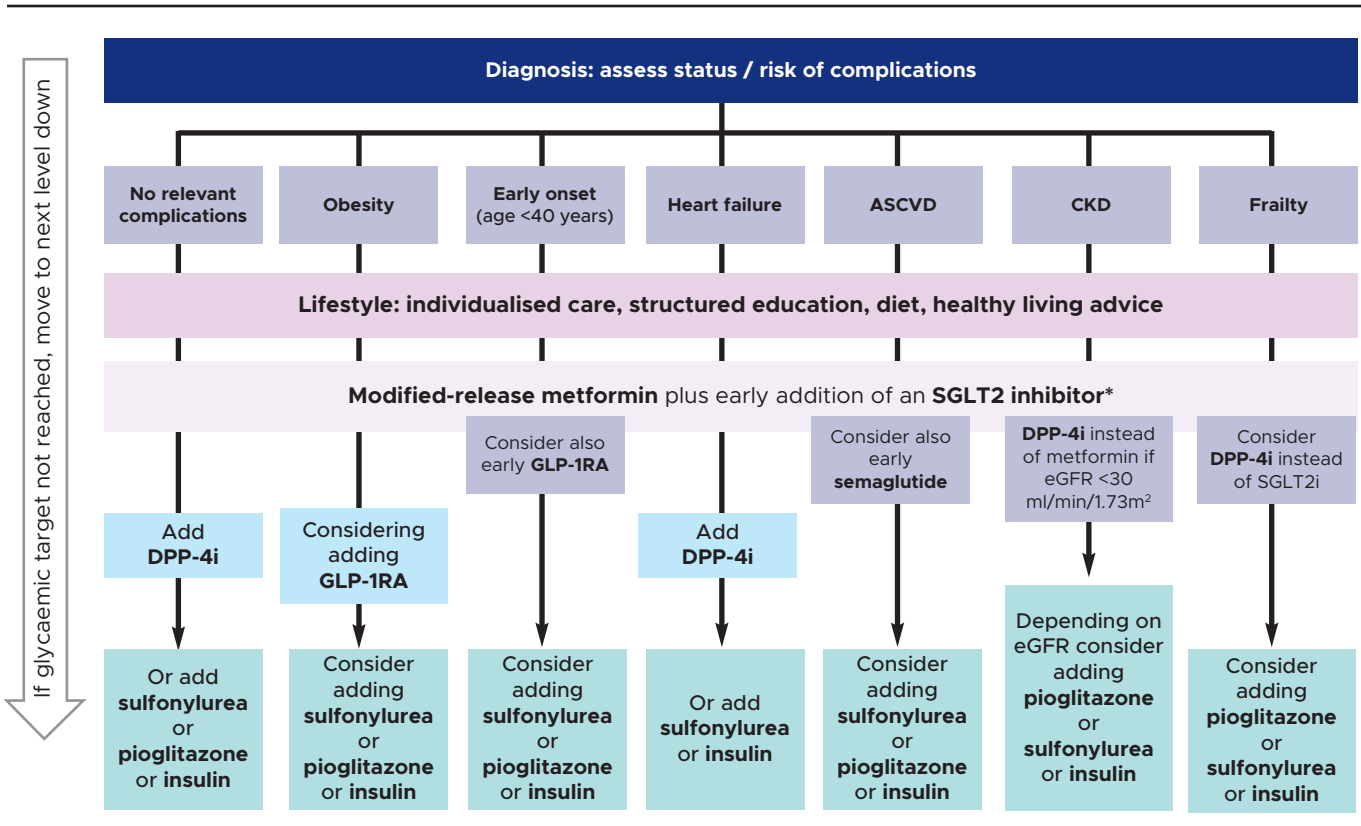 If glycaemic target not reached, move to next level down
Diagnosis: assess status / risk of complications
No relevant
complications
Obesity
Early onset
(age <40 years)
Heart failure
ASCVD
CKD
Frailty
Lifestyle: individualised care, structured education, diet, healthy living advice
Modified-release metformin plus early addition of an SGLT2 inhibitor*
Consider also
early GLP-1RA
Consider also
early
semaglutide
DPP-4i instead
of metformin if
eGFR <30
ml/min/1.73m²
Consider
DPP-4i instead
of SGLT2i
Add
DPP-4i
Considering
adding
GLP-1RA
Add
DPP-4i
Or add
sulfonylurea
or
pioglitazone
or insulin
Consider
adding
sulfonylurea
or
pioglitazone
or insulin
Consider
adding
sulfonylurea
or
pioglitazone
or insulin
Or add
sulfonylurea
or insulin
Consider
adding
sulfonylurea
or
pioglitazone
or insulin
Depending on
eGFR consider
adding
pioglitazone
or
sulfonylurea
or insulin
Consider
adding
pioglitazone
or
sulfonylurea
or insulin